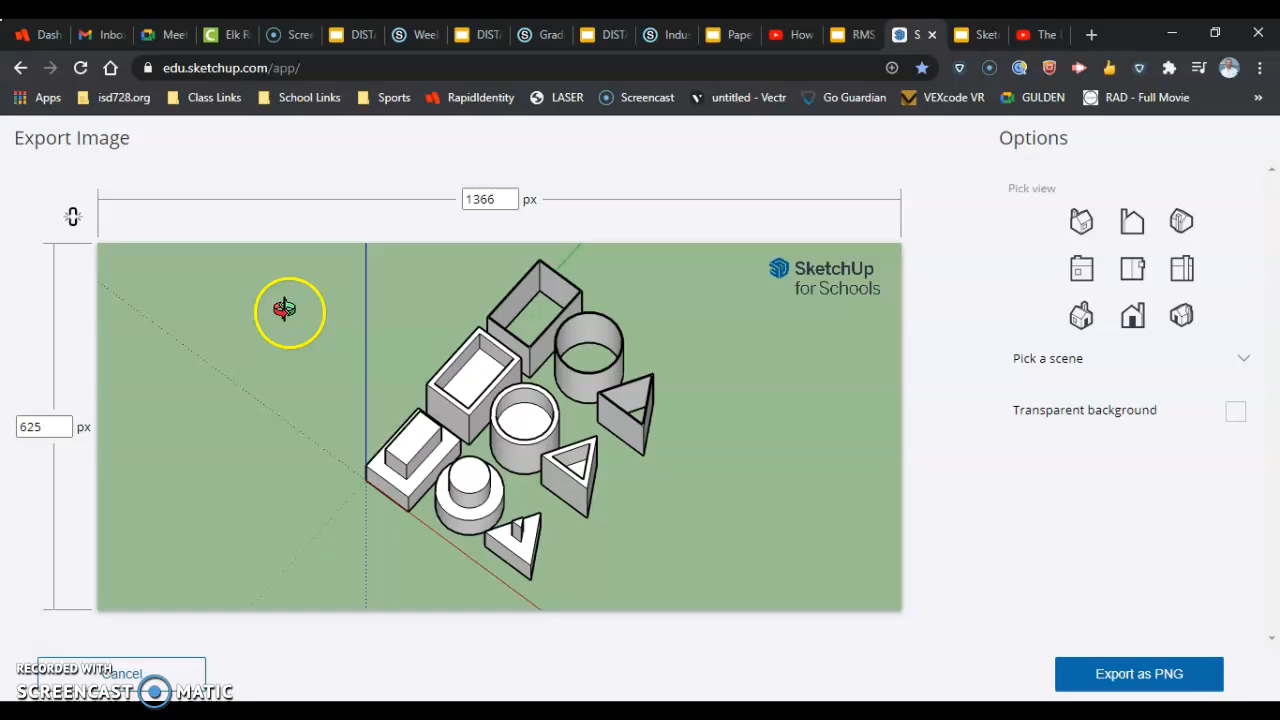 Dash
Inbo
Meet
Elk R
Scre
DIST
Wee
DIST
Grad
DIST
Indus
Pape
How
RMS
S
Sket
The
edu.sketchup.com/app/
Apps
isd728.org
Class Links
School Links
Sports
RapidIdentity
LASER
Screencast
untitled - Vectr
Go Guardian
VEXcode VR
GULDEN
RAD - Full Movie
»
Export Image
Options
Pick view
1366 px
SketchUp
for Schools
Pick a scene
Transparent background
625 px
Cancel
Export as PNG
RECORDED WITH
SCREENCAST MATIC